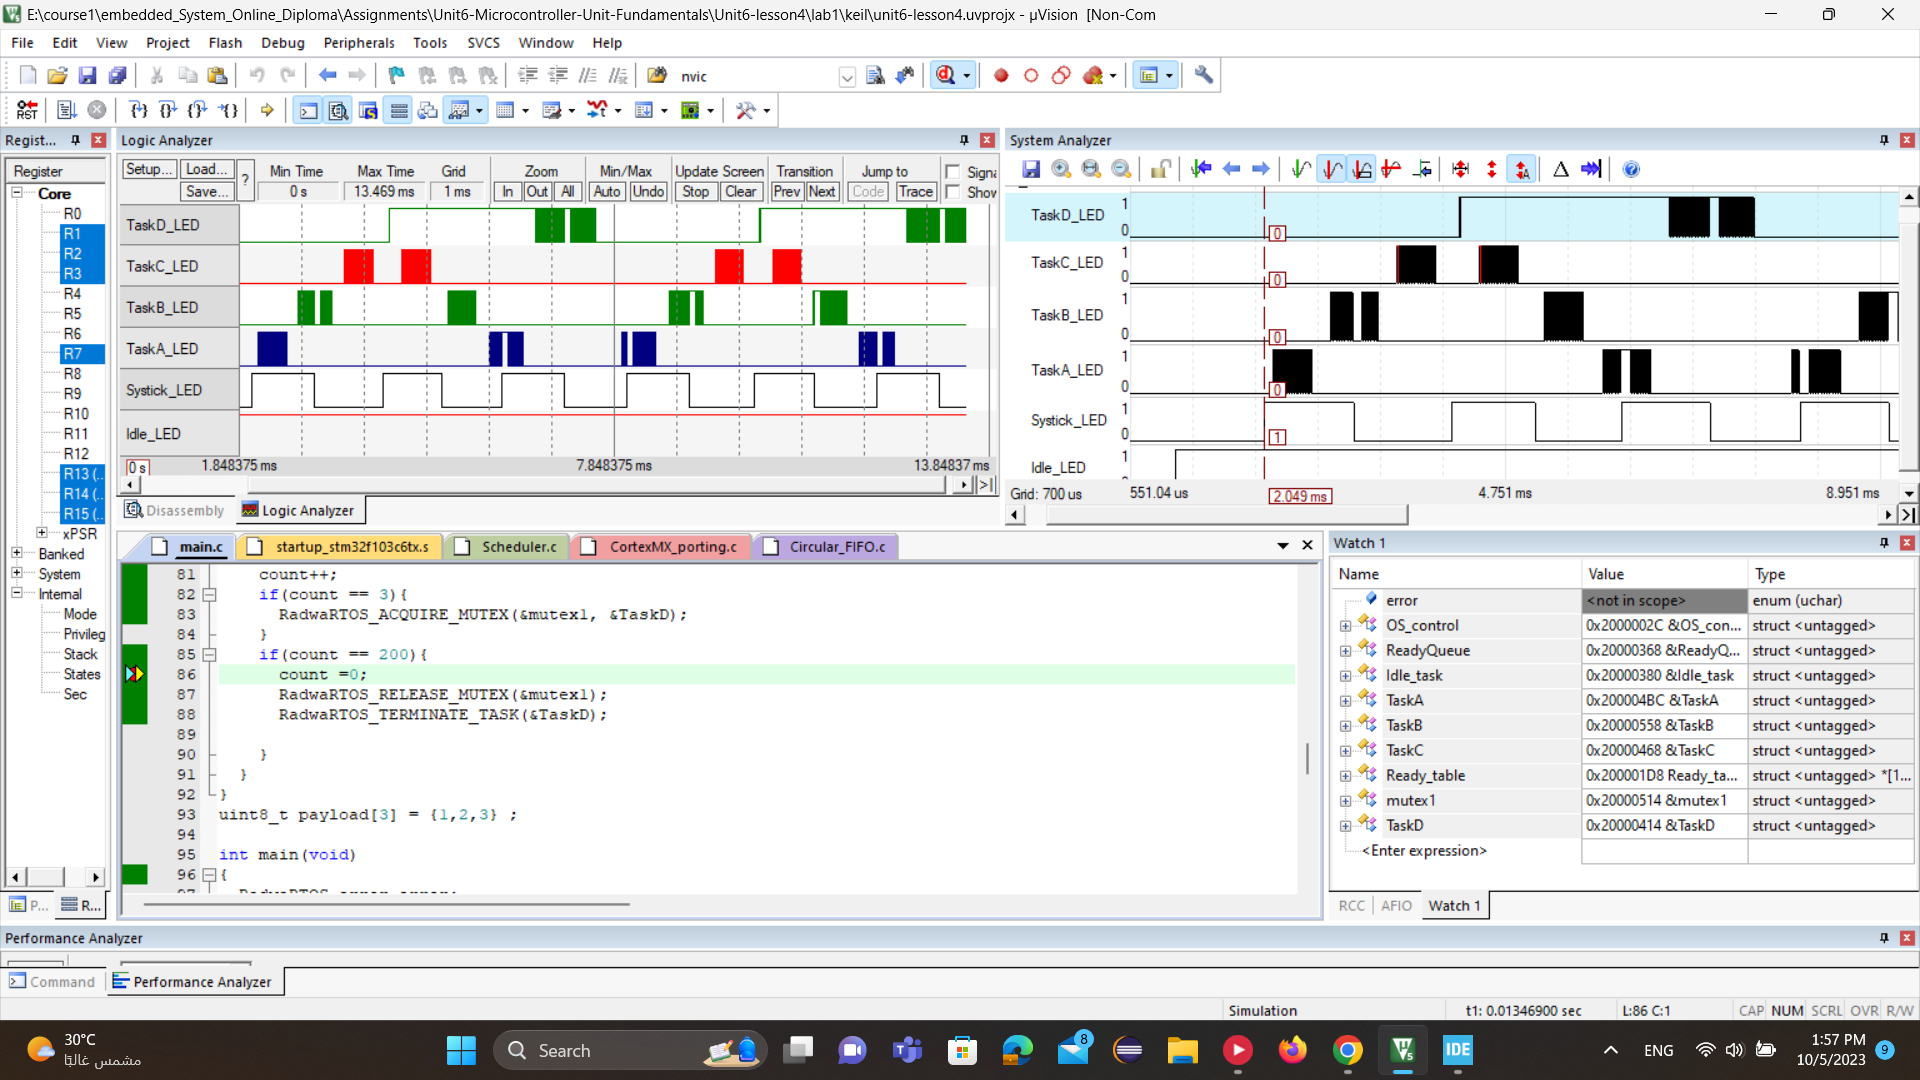 E:\course1\embedded_System_Online_Diploma\Assignments\Unit6-Microcontroller-Unit-Fundamentals\Unit6-lesson4\lab1\keil\unit6-lesson4.uvprojx - µVision [Non-Com
File Edit View Project Flash Debug Peripherals Tools SVCS Window Help
nvic
RST
Regist...
Register
Core
R0
R1
R2
R3
R4
R5
R6
R7
R8
R9
R10
R11
R12
R13 (..
R14 (..
R15 (..
xPSR
Banked
System
Internal
Mode
Privileg
Stack
States
Sec
P... R...
Logic Analyzer
Setup... Load... Save... ?
Min Time Max Time Grid Zoom Min/Max Update Screen Transition Jump to Signa
0 s 13.469 ms 1 ms In Out All Auto Undo Stop Clear Prev Next Code Trace Show
TaskD_LED
TaskC_LED
TaskB_LED
TaskA_LED
Systick_LED
Idle_LED
0 s 1.848375 ms 7.848375 ms 13.84837 ms
Disassembly Logic Analyzer
System Analyzer
TaskD_LED 1 0 0
TaskC_LED 1 0 0
TaskB_LED 1 0 0
TaskA_LED 1 0 0
Systick_LED 1 0 1
Idle_LED 1
Grid: 700 us 551.04 us 2.049 ms 4.751 ms 8.951 ms
main.c startup_stm32f103c6tx.s Scheduler.c CortexMX_porting.c Circular_FIFO.c
81 count++;
82 if(count == 3){
83 RadwaRTOS_ACQUIRE_MUTEX(&mutex1, &TaskD);
84 }
85 if(count == 200){
86 count =0;
87 RadwaRTOS_RELEASE_MUTEX(&mutex1);
88 RadwaRTOS_TERMINATE_TASK(&TaskD);
89
90 }
91 }
92 }
93 uint8_t payload[3] = {1,2,3} ;
94
95 int main(void)
96 {
Watch 1
Name Value Type
error <not in scope> enum (uchar)
OS_control 0x2000002C &OS_con... struct <untagged>
ReadyQueue 0x20000368 &ReadyQ... struct <untagged>
Idle_task 0x20000380 &Idle_task struct <untagged>
TaskA 0x200004BC &TaskA struct <untagged>
TaskB 0x20000558 &TaskB struct <untagged>
TaskC 0x20000468 &TaskC struct <untagged>
Ready_table 0x200001D8 Ready_ta... struct <untagged> *[1...
mutex1 0x20000514 &mutex1 struct <untagged>
TaskD 0x20000414 &TaskD struct <untagged>
<Enter expression>
RCC AFIO Watch 1
Performance Analyzer
Command Performance Analyzer
Simulation t1: 0.01346900 sec L:86 C:1 CAP NUM SCRL OVR R/W
30°C
مشمس غالبًا
Search
8
IDE
ENG
1:57 PM
10/5/2023
9